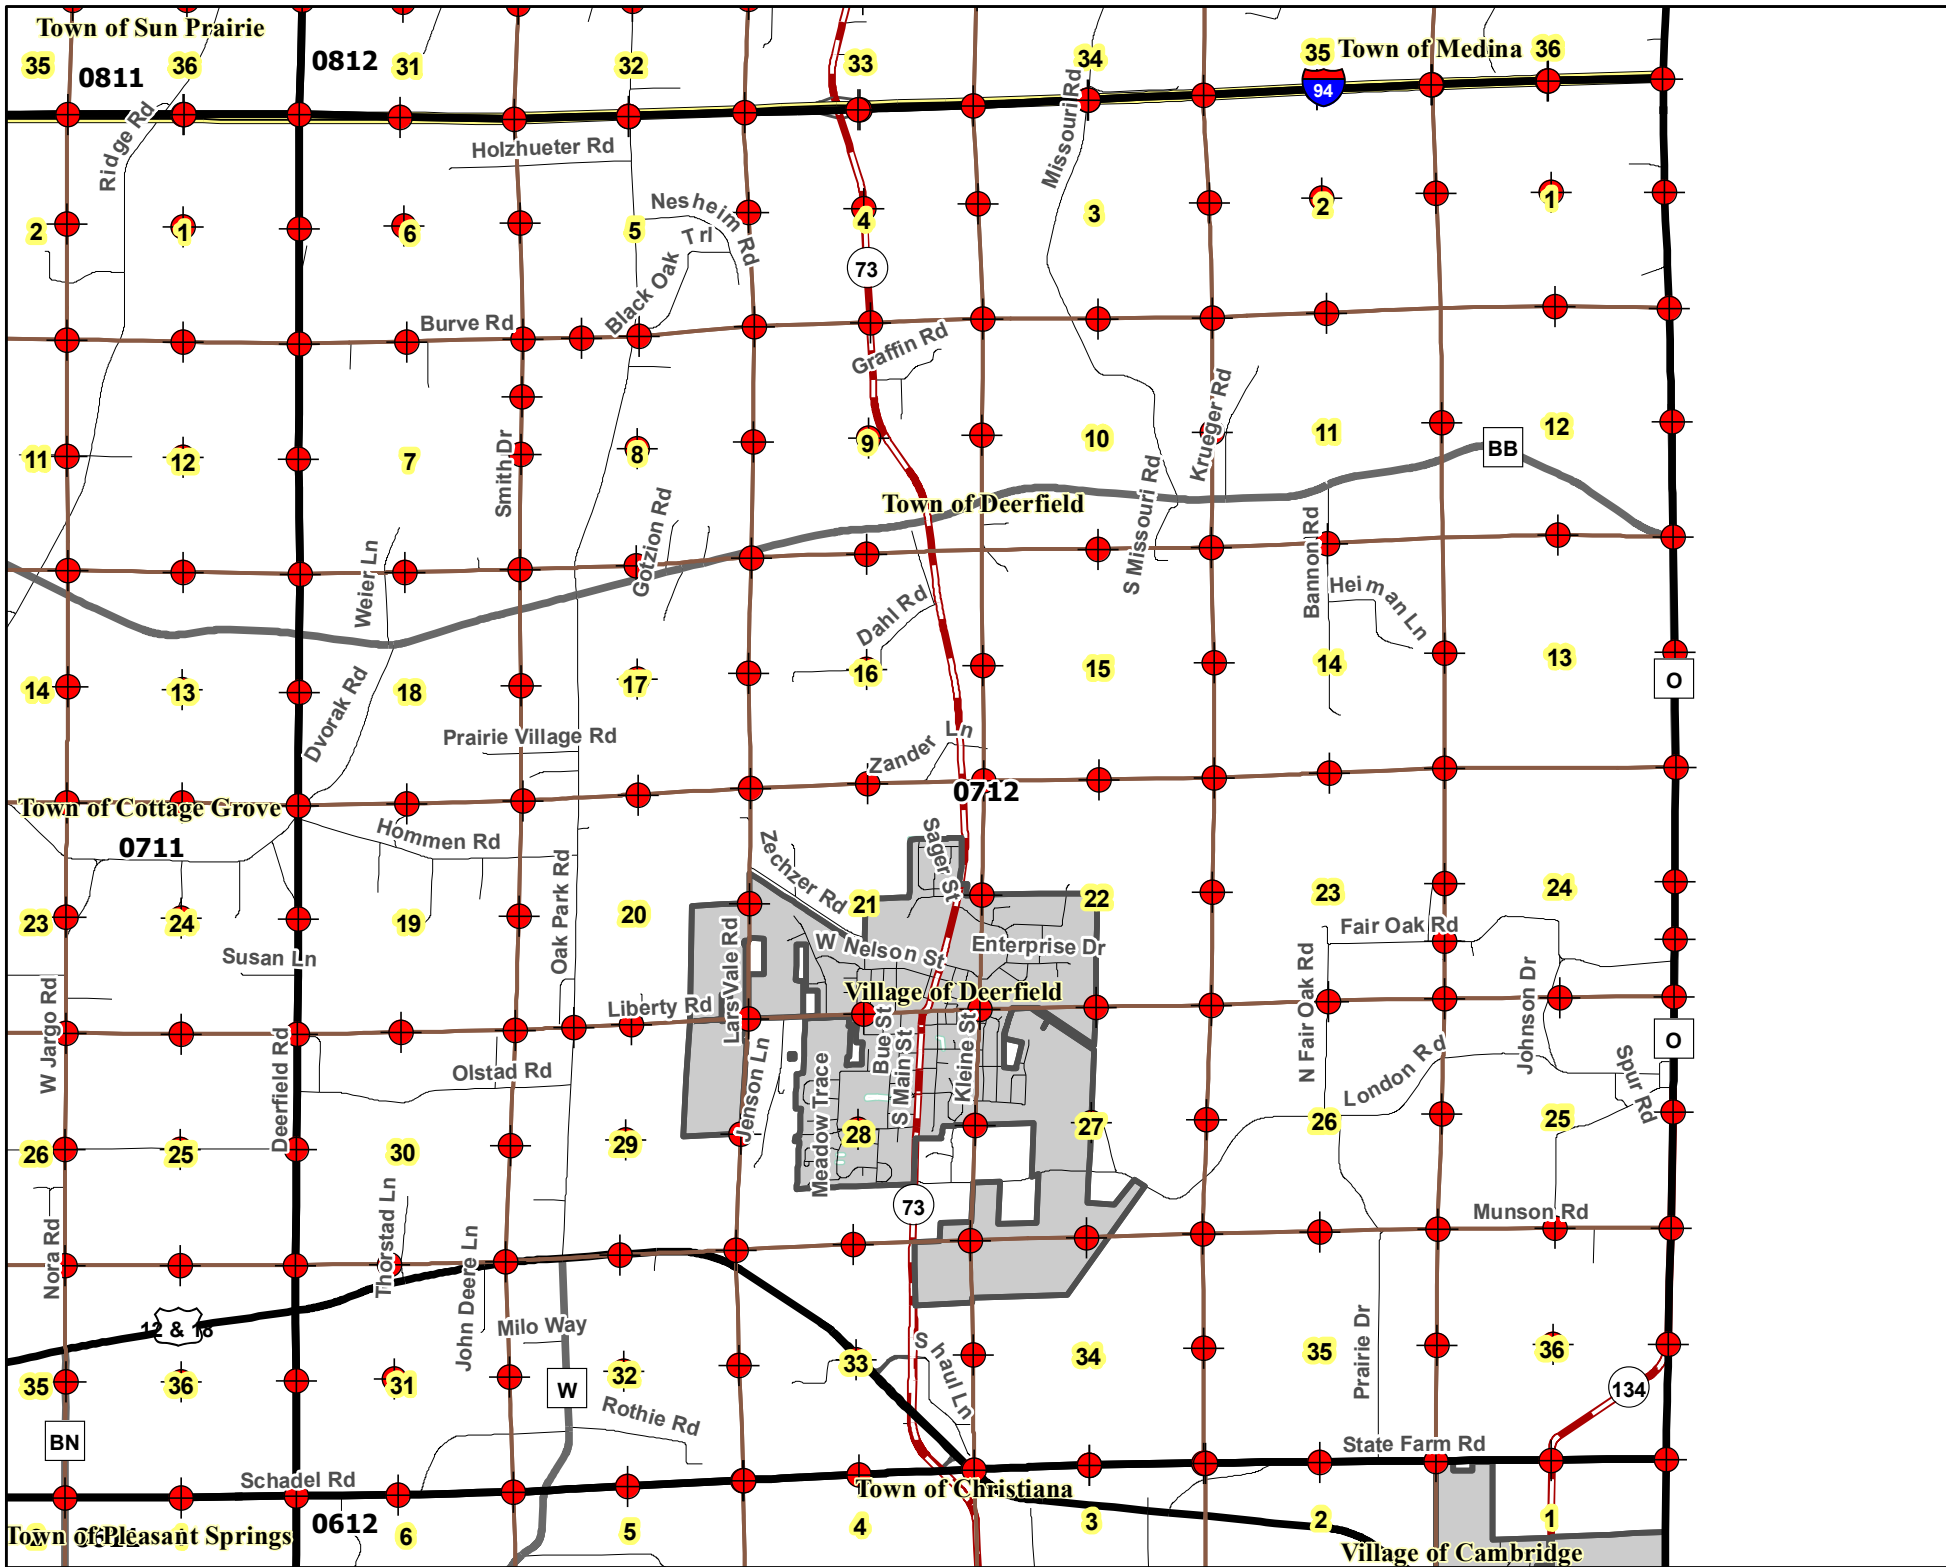 Town of Sun Prairie
35
36
0811
0812
31
32
33
34
35
Town of Medina
36
94
Ridge Rd
Holzhueter Rd
Missouri Rd
2
1
6
5
Nesheim Rd
Black Oak Trl
4
3
2
1
73
Burve Rd
Graffin Rd
Krueger Rd
11
12
7
Smith Dr
8
9
10
11
12
BB
Town of Deerfield
Gotzion Rd
S Missouri Rd
Weier Ln
Bannon Rd
Heiman Ln
Dahl Rd
14
13
18
17
16
15
14
13
O
Dvorak Rd
Prairie Village Rd
Zander Ln
0712
Town of Cottage Grove
0711
Hommen Rd
Oak Park Rd
Zechzer Rd
Sager St
23
24
19
20
21
22
23
24
Susan Ln
Lars Vale Rd
W Nelson St
Enterprise Dr
Fair Oak Rd
N Fair Oak Rd
Johnson Dr
W Jargo Rd
Liberty Rd
Village of Deerfield
O
Deerfield Rd
Olstad Rd
Jenson Ln
Meadow Trace
Bue St
S Main St
Kleine St
London Rd
Spur Rd
26
25
30
29
28
27
26
25
Nora Rd
Thorstad Ln
John Deere Ln
73
Munson Rd
12 & 18
Milo Way
Shaul Ln
Prairie Dr
35
36
31
32
33
34
35
36
134
W
BN
Rothie Rd
State Farm Rd
Schadel Rd
Town of Christiana
Town of Pleasant Springs
0612
6
5
4
3
2
1
Village of Cambridge